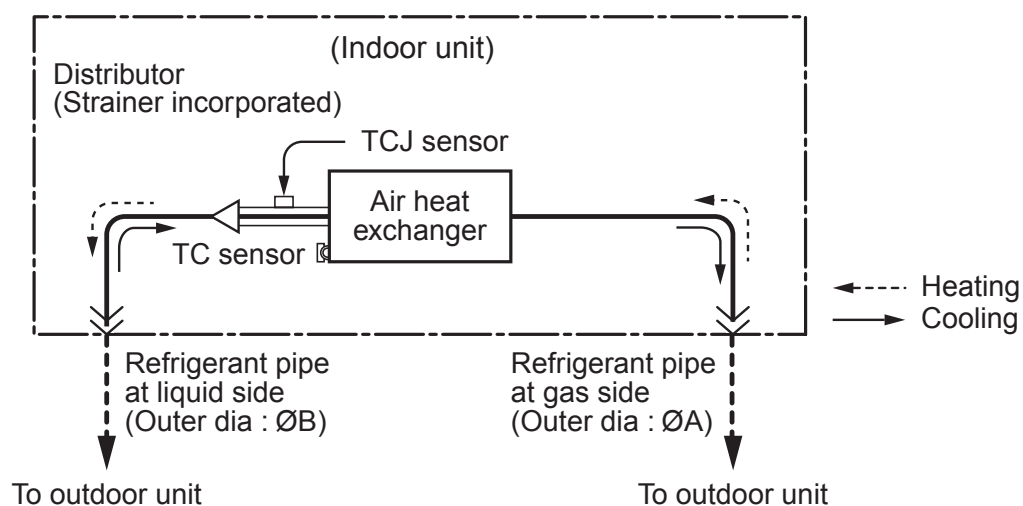 (Indoor unit)
Distributor
(Strainer incorporated)
TCJ sensor
Air heat
exchanger
TC sensor
Heating
Cooling
Refrigerant pipe
at liquid side
(Outer dia : ØB)
Refrigerant pipe
at gas side
(Outer dia : ØA)
To outdoor unit
To outdoor unit